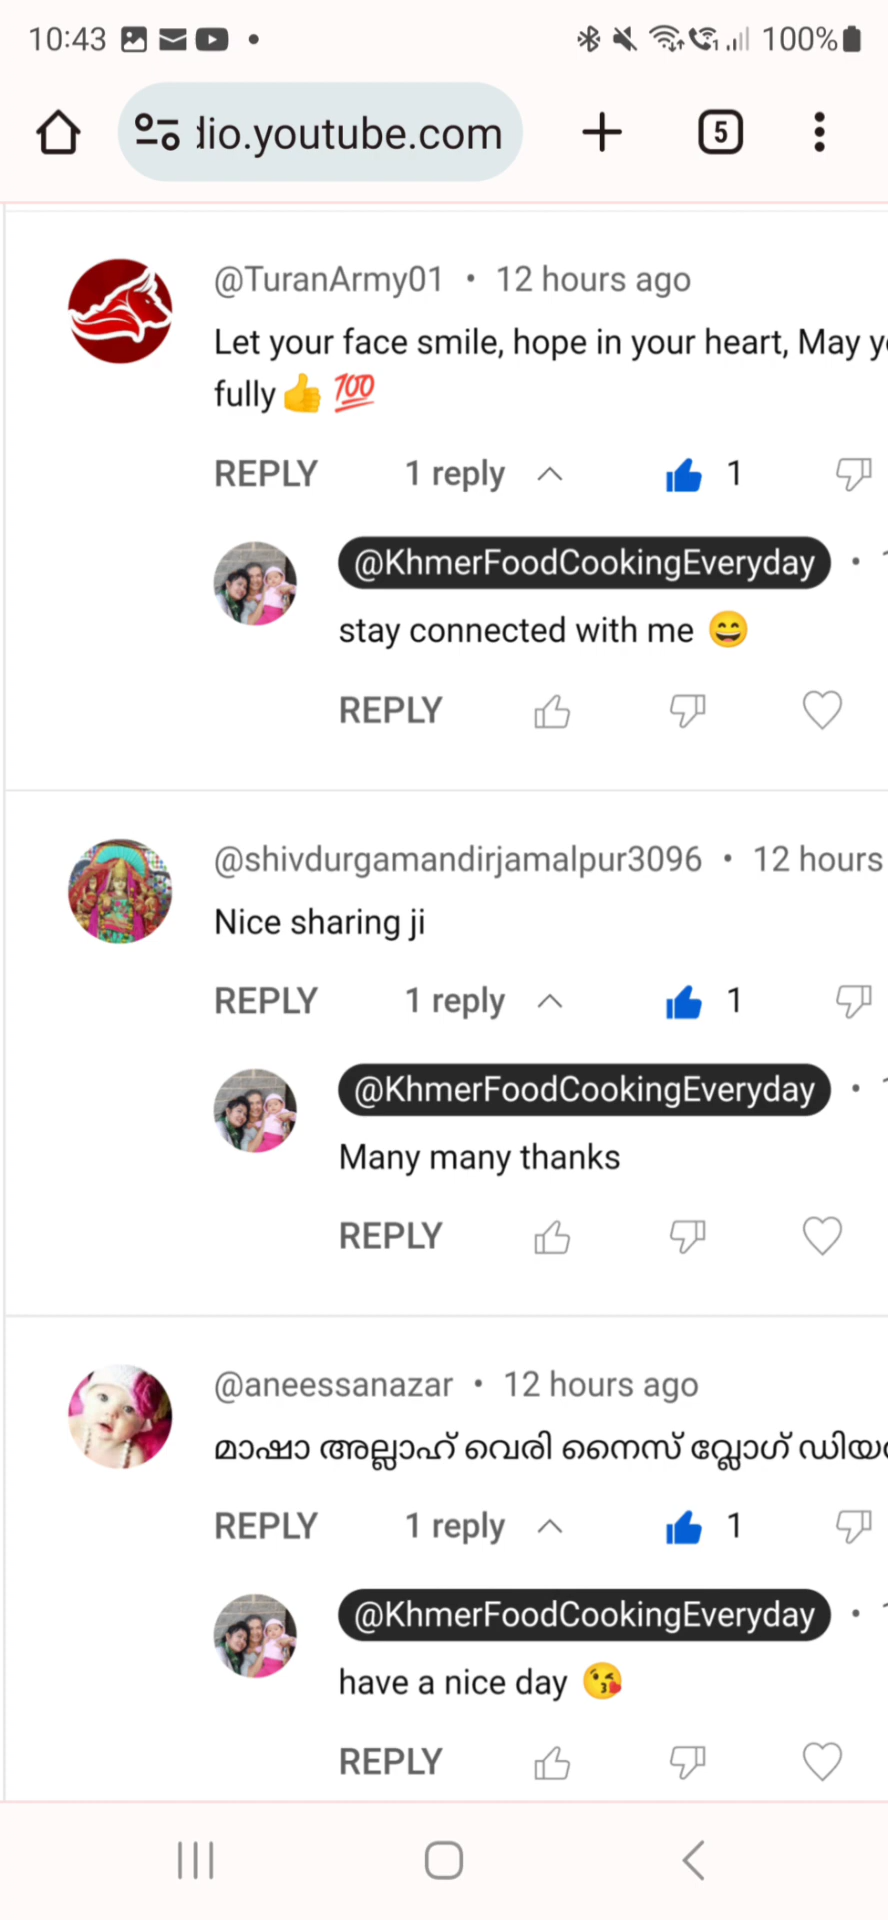 10:43
100%
dio.youtube.com
5
@TuranArmy01 • 12 hours ago
Let your face smile, hope in your heart, May
fully👍 💯
REPLY 1 reply 1
@KhmerFoodCookingEveryday •
stay connected with me 😄
REPLY
@shivdurgamandirjamalpur3096 • 12 hours
Nice sharing ji
REPLY 1 reply 1
@KhmerFoodCookingEveryday •
Many many thanks
REPLY
@aneessanazar • 12 hours ago
മാഷാ അല്ലാഹ് വെരി നൈസ് വ്ലോഗ്
REPLY 1 reply 1
@KhmerFoodCookingEveryday •
have a nice day 😘
REPLY